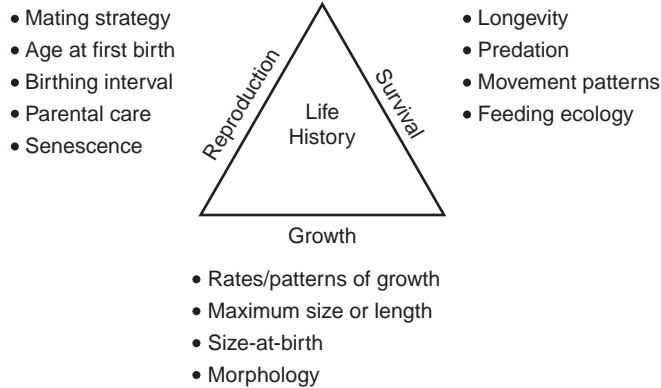 • Mating strategy
• Age at first birth
• Birthing interval
• Parental care
• Senescence
Reproduction
Life
History
Survival
• Longevity
• Predation
• Movement patterns
• Feeding ecology
Growth
• Rates/patterns of growth
• Maximum size or length
• Size-at-birth
• Morphology